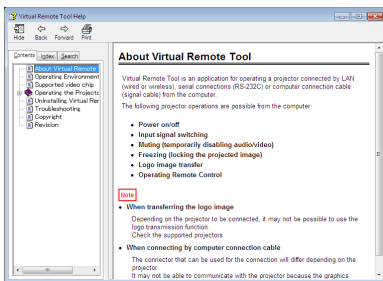 Virtual Remote Tool Help
Hide Back Forward Print
Contents Index Search
About Virtual Remote
Operating Environment
Supported video chip
Operating the Projecto
Uninstalling Virtual Rer
Troubleshooting
Copyright
Revision
About Virtual Remote Tool
Virtual Remote Tool is an application for operating a projector connected by LAN
(wired or wireless), serial connections (RS-232C) or computer connection cable
(signal cable) from the computer.
The following projector operations are possible from the computer:
• Power on/off
• Input signal switching
• Muting (temporarily disabling audio/video)
• Freezing (locking the projected image)
• Logo image transfer
• Operating Remote Control
Note
• When transferring the logo image
Depending on the projector to be connected, it may not be possible to use the
logo transmission function.
Check the supported projectors.
• When connecting by computer connection cable
The connector that can be used for the connection will differ depending on the
projector.
It may not be able to communicate with the projector because the graphics